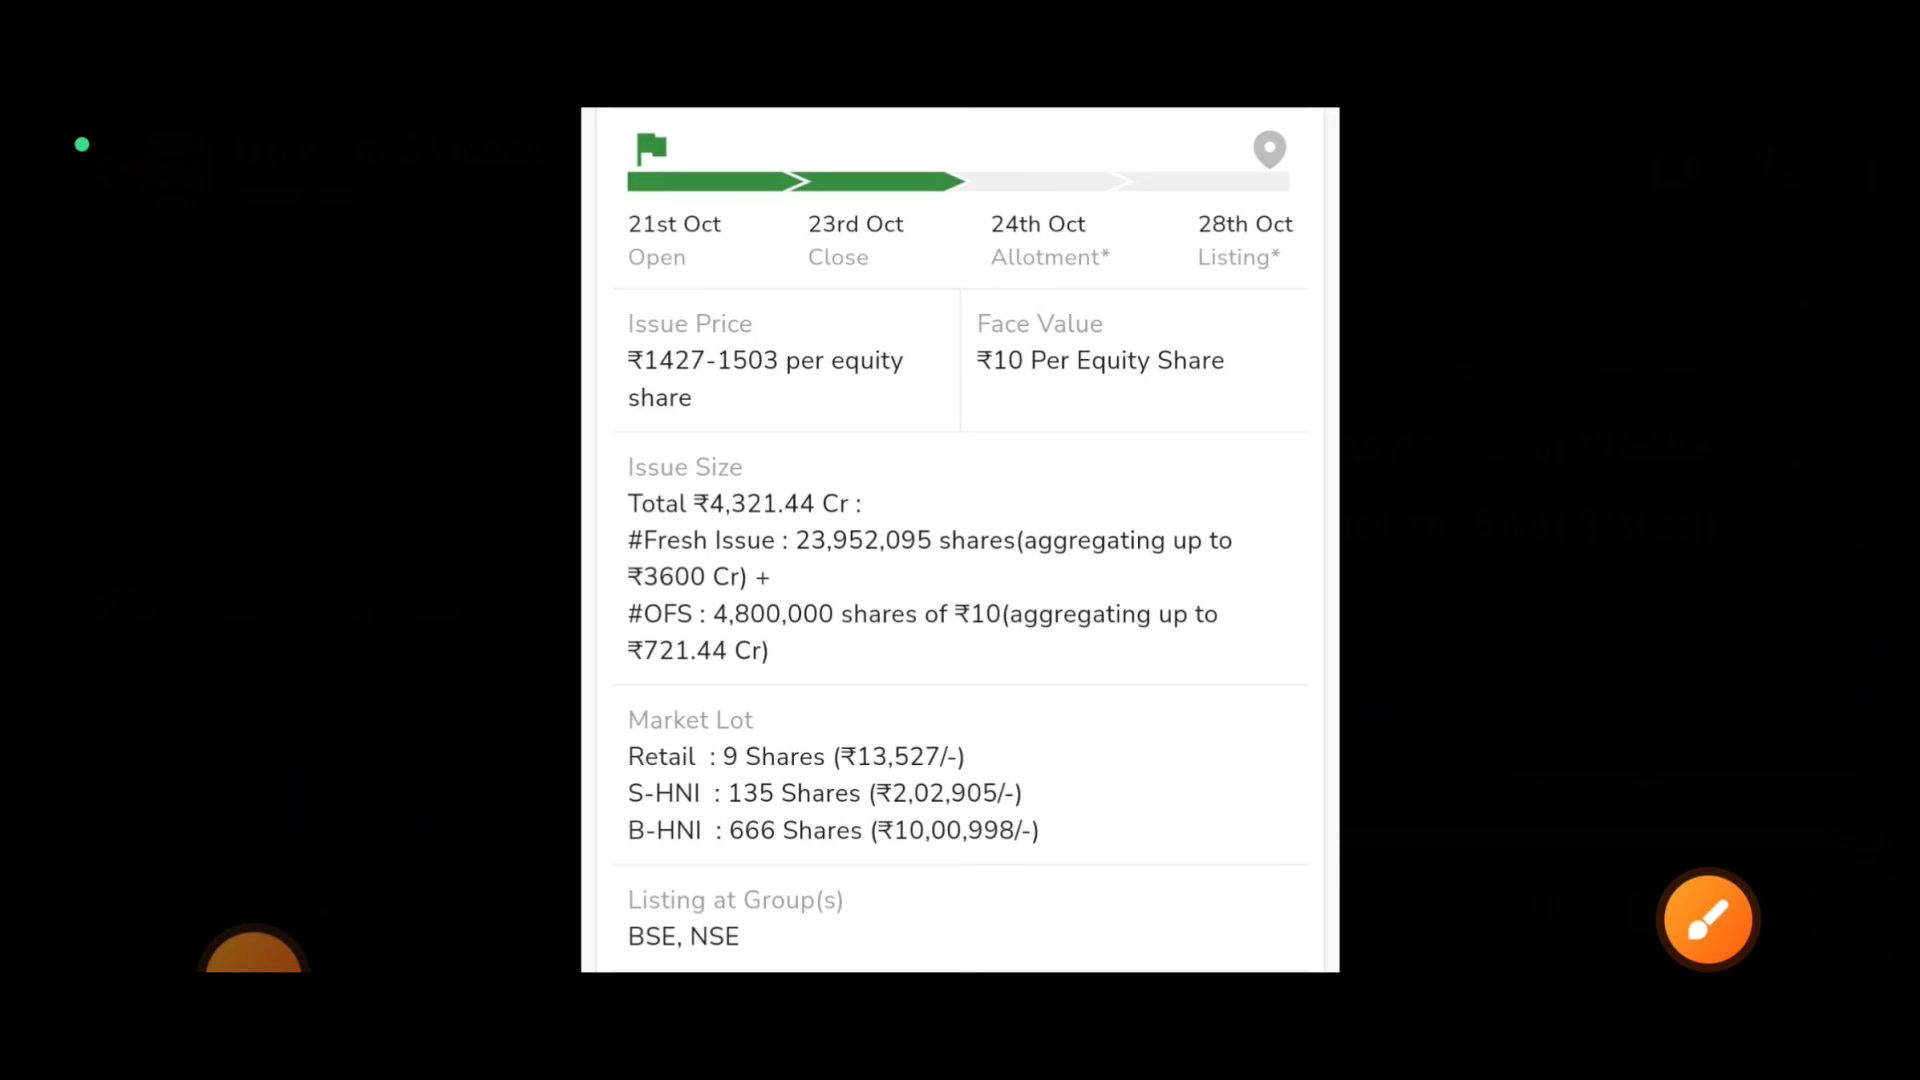 21st Oct 23rd Oct 24th Oct 28th Oct
Open Close Allotment* Listing*
Issue Price Face Value
₹1427-1503 per equity ₹10 Per Equity Share
share
Issue Size
Total ₹4,321.44 Cr :
#Fresh Issue : 23,952,095 shares(aggregating up to
₹3600 Cr) +
#OFS : 4,800,000 shares of ₹10(aggregating up to
₹721.44 Cr)
Market Lot
Retail : 9 Shares (₹13,527/-)
S-HNI : 135 Shares (₹2,02,905/-)
B-HNI : 666 Shares (₹10,00,998/-)
Listing at Group(s)
BSE, NSE